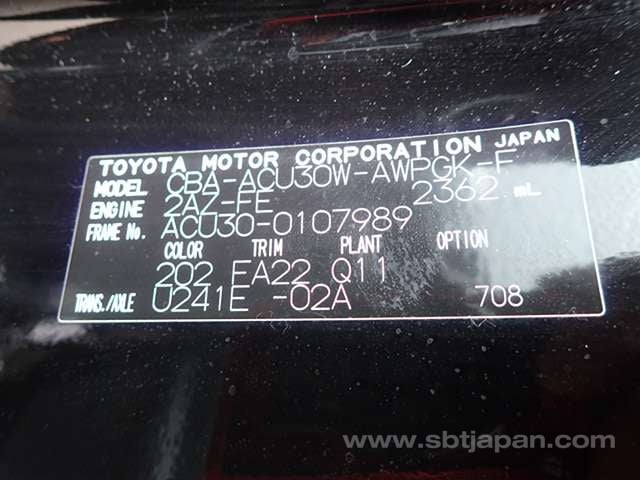 TOYOTA MOTOR CORPORATION JAPAN
MODEL CBA-ACU30W-AWPGK-F
ENGINE 2AZ-FE 2362 mL
FRAME No. ACU30-0107989
COLOR TRIM PLANT OPTION
202 EA22 Q11
TRANS./AXLE U241E -02A 708
www.sbtjapan.com